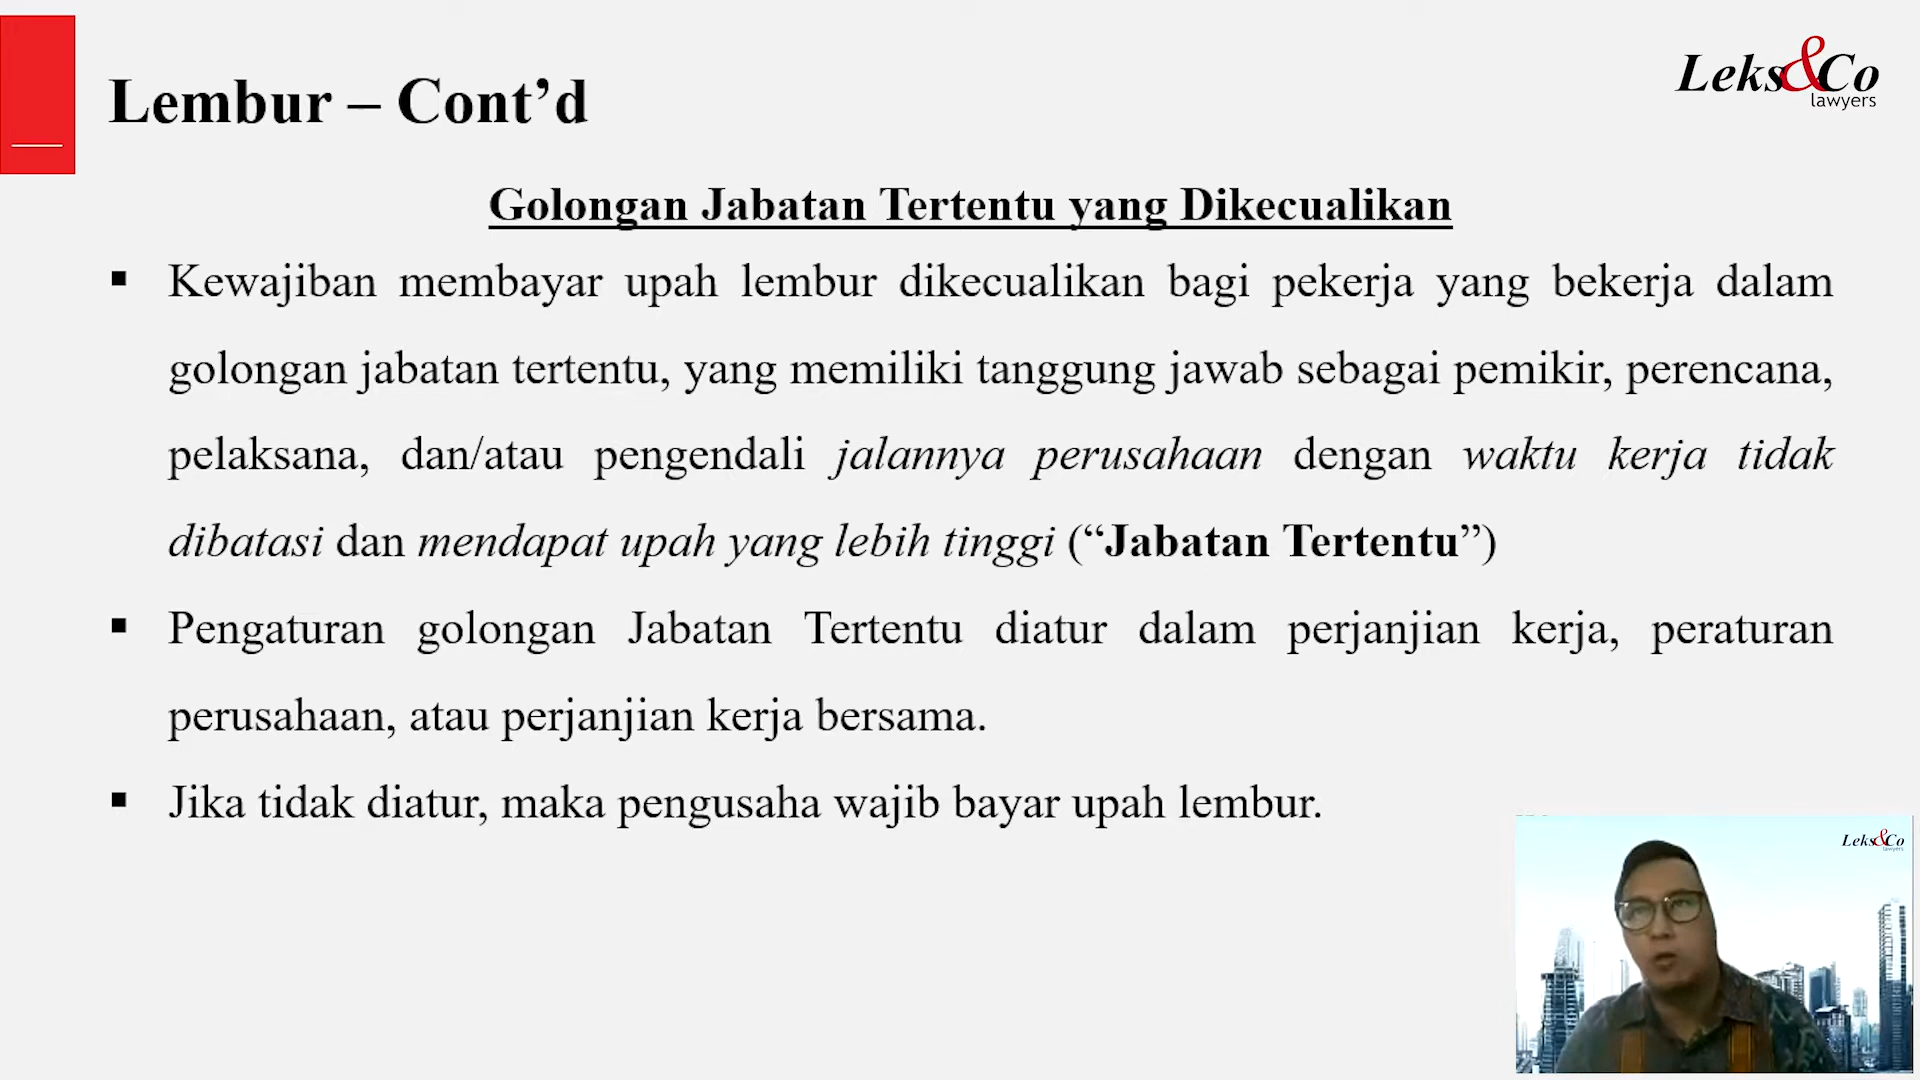 Leks&Co
lawyers
Lembur – Cont’d
Golongan Jabatan Tertentu yang Dikecualikan
▪ Kewajiban membayar upah lembur dikecualikan bagi pekerja yang bekerja dalam
golongan jabatan tertentu, yang memiliki tanggung jawab sebagai pemikir, perencana,
pelaksana, dan/atau pengendali jalannya perusahaan dengan waktu kerja tidak
dibatasi dan mendapat upah yang lebih tinggi (“Jabatan Tertentu”)
▪ Pengaturan golongan Jabatan Tertentu diatur dalam perjanjian kerja, peraturan
perusahaan, atau perjanjian kerja bersama.
▪ Jika tidak diatur, maka pengusaha wajib bayar upah lembur.
Leks&Co
lawyers